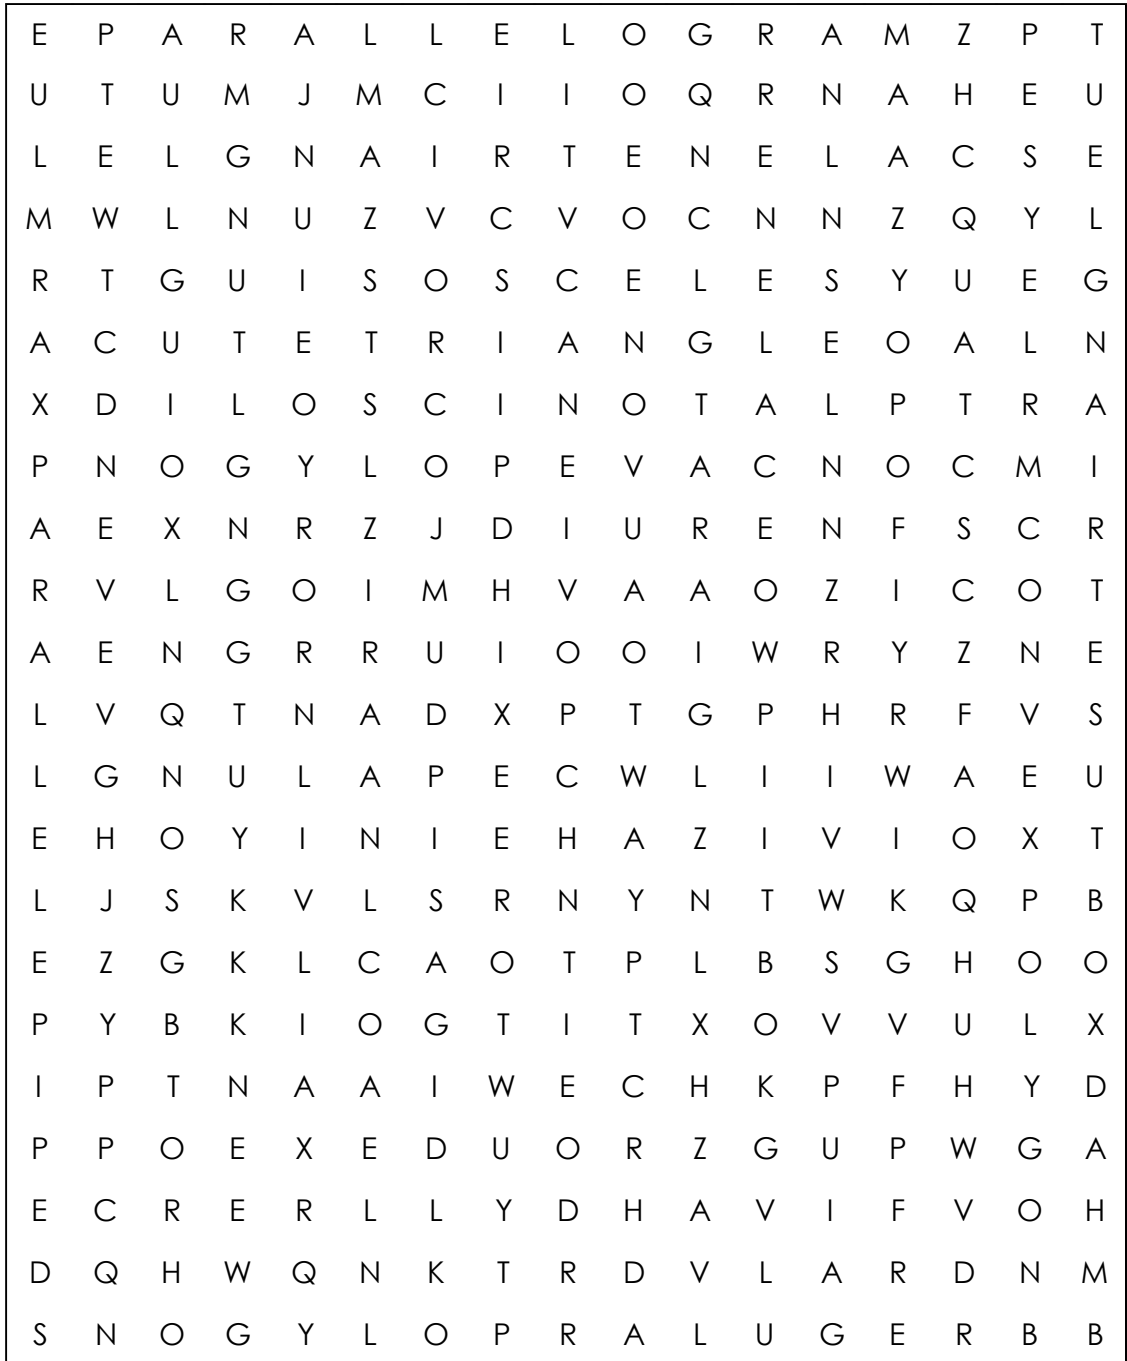 E P A R A L L E L O G R A M Z P T
U T U M J M C I I O Q R N A H E U
L E L G N A I R T E N E L A C S E
M W L N U Z V C V O C N N Z Q Y L
R T G U I S O S C E L E S Y U E G
A C U T E T R I A N G L E O A L N
X D I L O S C I N O T A L P T R A
P N O G Y L O P E V A C N O C M I
A E X N R Z J D I U R E N F S C R
R V L G O I M H V A A O Z I C O T
A E N G R R U I O O I W R Y Z N E
L V Q T N A D X P T G P H R F V S
L G N U L A P E C W L I I W A E U
E H O Y I N I E H A Z I V I O X T
L J S K V L S R N Y N T W K Q P B
E Z G K L C A O T P L B S G H O O
P Y B K I O G T I T X O V V U L X
I P T N A A I W E C H K P F H Y D
P P O E X E D U O R Z G U P W G A
E C R E R L L Y D H A V I F V O H
D Q H W Q N K T R D V L A R D N M
S N O G Y L O P R A L U G E R B B